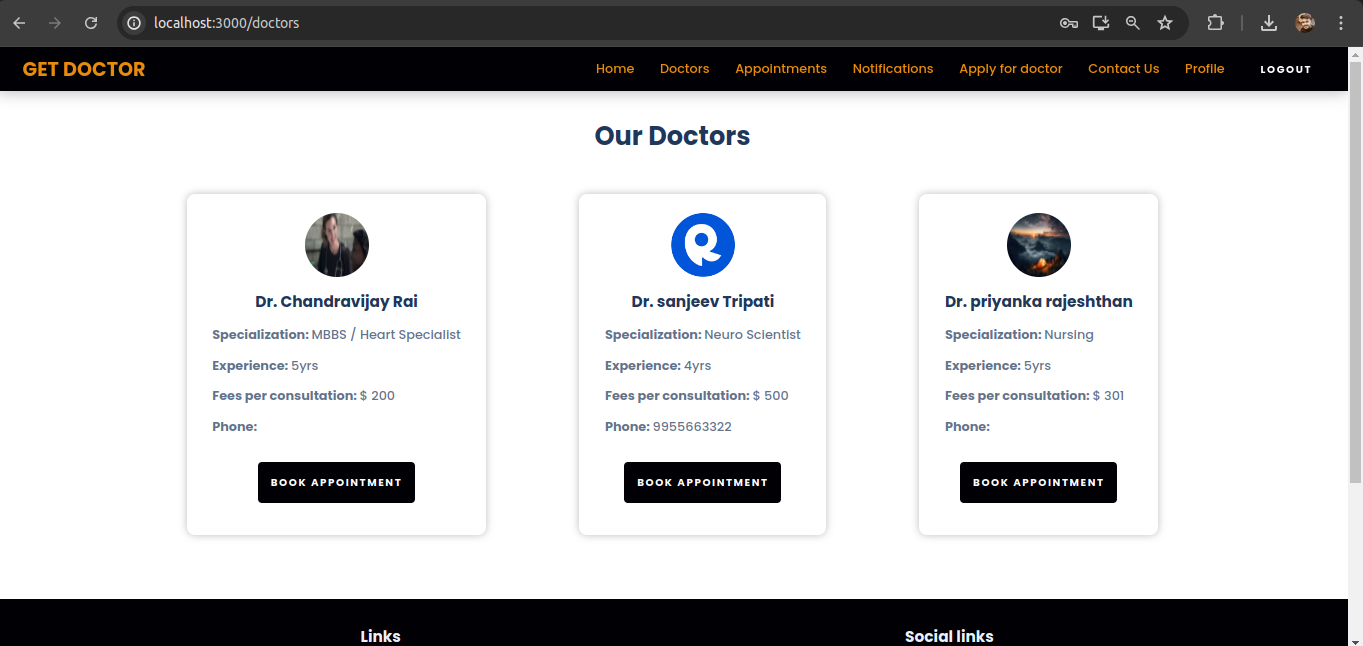 localhost:3000/doctors
GET DOCTOR Home Doctors Appointments Notifications Apply for doctor Contact Us Profile LOGOUT
Our Doctors
Dr. Chandravijay Rai
Specialization: MBBS / Heart Specialist
Experience: 5yrs
Fees per consultation: $ 200
Phone:
BOOK APPOINTMENT
Dr. sanjeev Tripati
Specialization: Neuro Scientist
Experience: 4yrs
Fees per consultation: $ 500
Phone: 9955663322
BOOK APPOINTMENT
Dr. priyanka rajeshthan
Specialization: Nursing
Experience: 5yrs
Fees per consultation: $ 301
Phone:
BOOK APPOINTMENT
Links
Social links